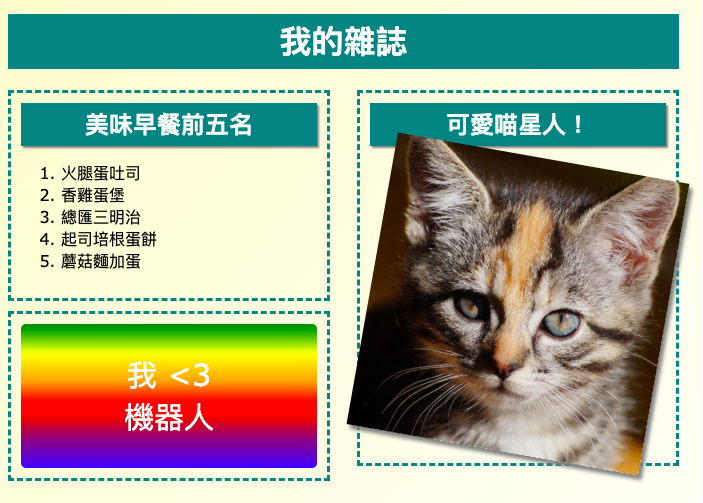 我的雜誌
美味早餐前五名
1. 火腿蛋吐司
2. 香雞蛋堡
3. 總匯三明治
4. 起司培根蛋餅
5. 蘑菇麵加蛋
我 <3
機器人
可愛喵星人！